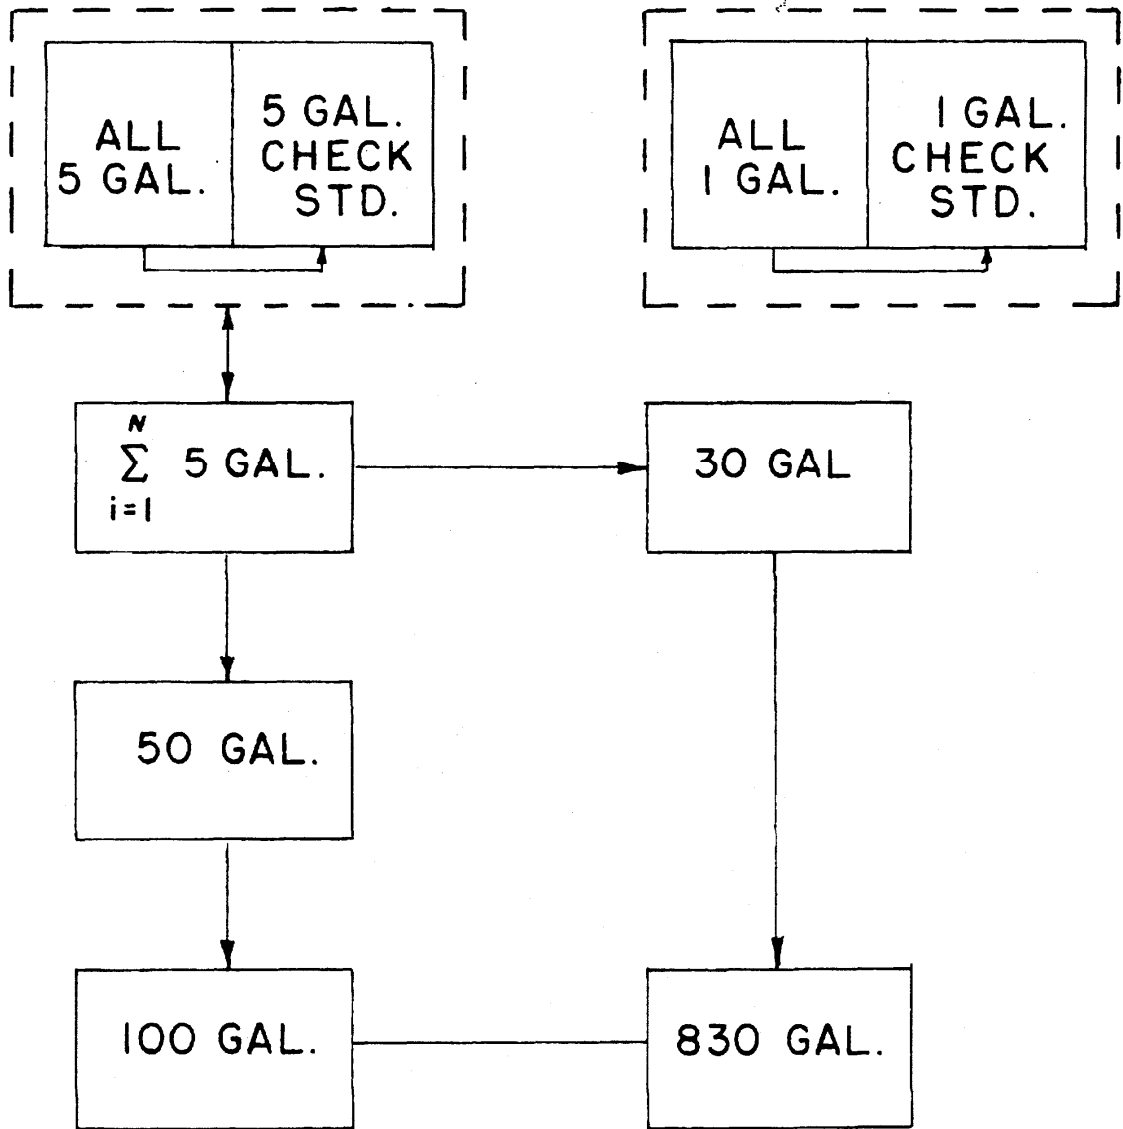 ALL
5 GAL.
5 GAL.
CHECK
STD.
ALL
1 GAL.
1 GAL.
CHECK
STD.
N
Σ 5 GAL.
i=1
30 GAL
50 GAL.
100 GAL.
830 GAL.